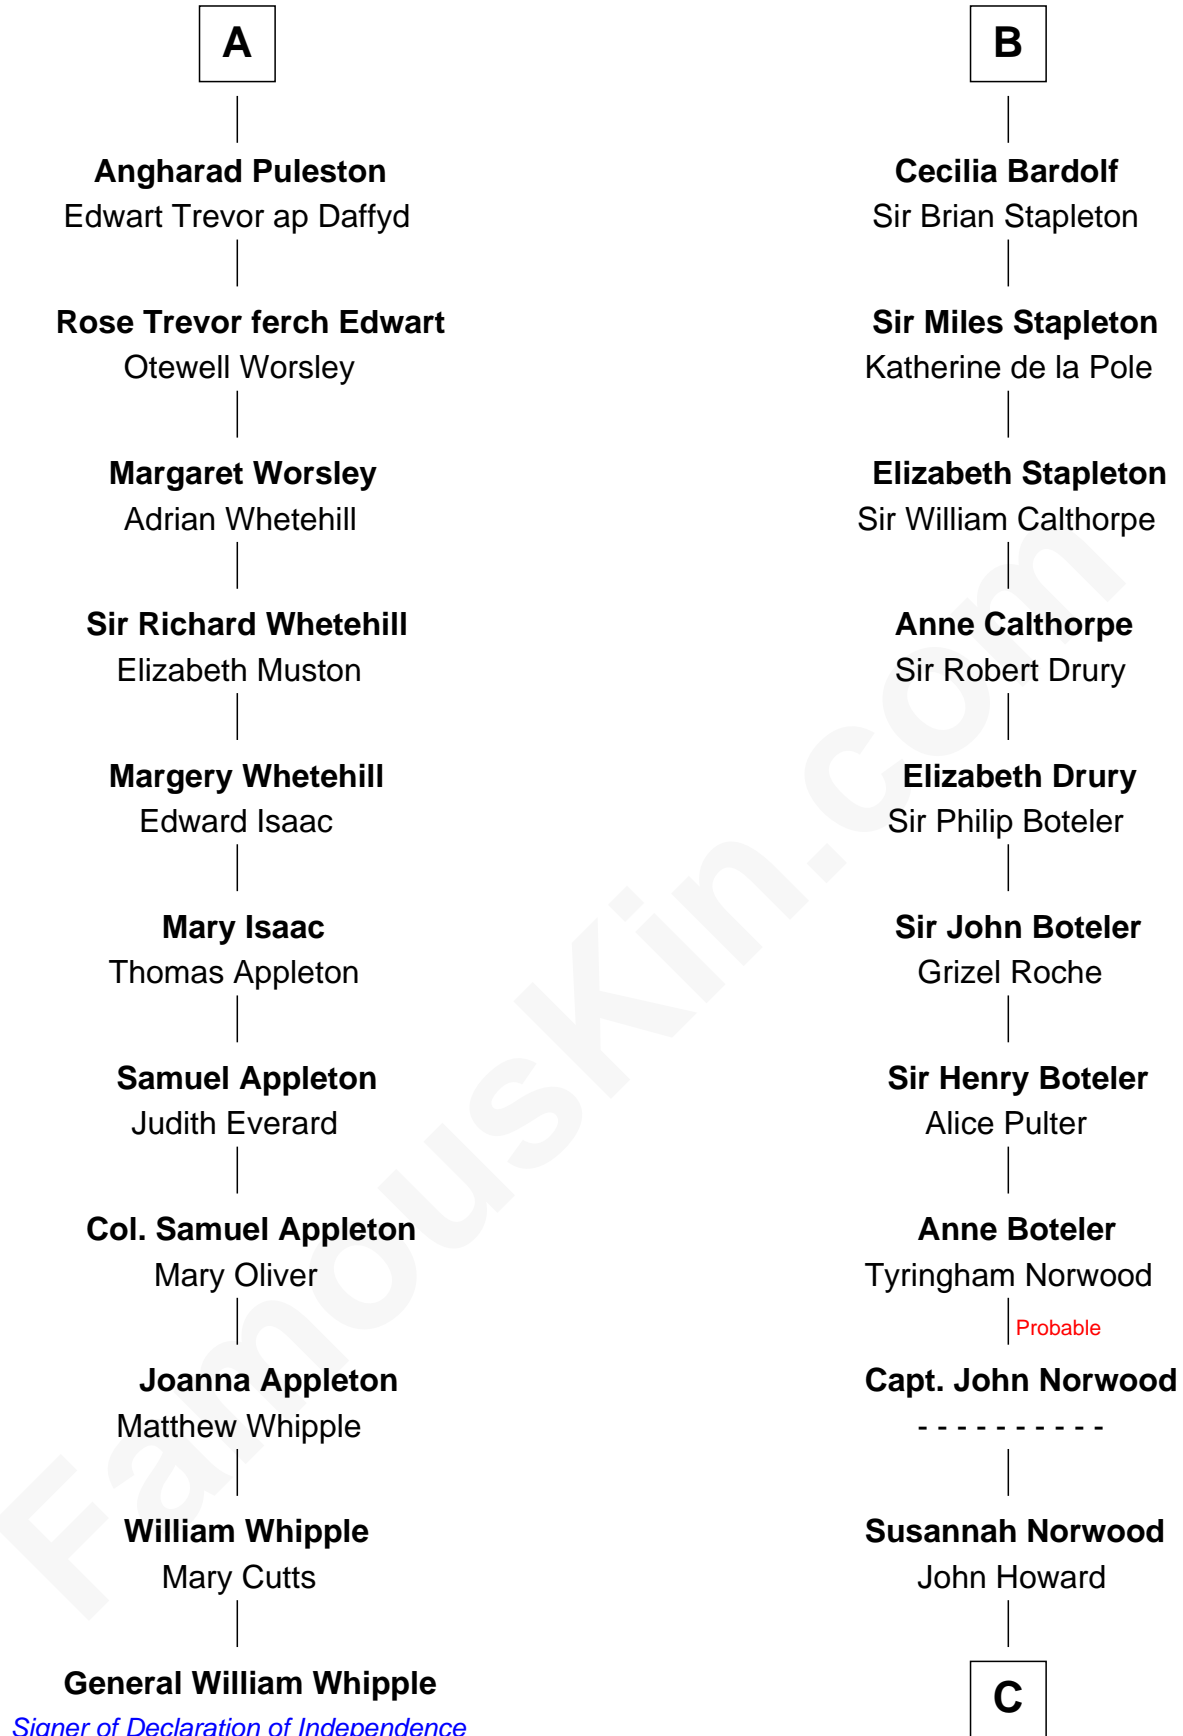 A
Angharad Puleston
Edwart Trevor ap Daffyd
Rose Trevor ferch Edwart
Otewell Worsley
Margaret Worsley
Adrian Whetehill
Sir Richard Whetehill
Elizabeth Muston
Margery Whetehill
Edward Isaac
Mary Isaac
Thomas Appleton
Samuel Appleton
Judith Everard
Col. Samuel Appleton
Mary Oliver
Joanna Appleton
Matthew Whipple
William Whipple
Mary Cutts
General William Whipple
Signer of Declaration of Independence
B
Cecilia Bardolf
Sir Brian Stapleton
Sir Miles Stapleton
Katherine de la Pole
Elizabeth Stapleton
Sir William Calthorpe
Anne Calthorpe
Sir Robert Drury
Elizabeth Drury
Sir Philip Boteler
Sir John Boteler
Grizel Roche
Sir Henry Boteler
Alice Pulter
Anne Boteler
Tyringham Norwood
Probable
Capt. John Norwood
- - - - - - - - - -
Susannah Norwood
John Howard
C
FamousKin.com